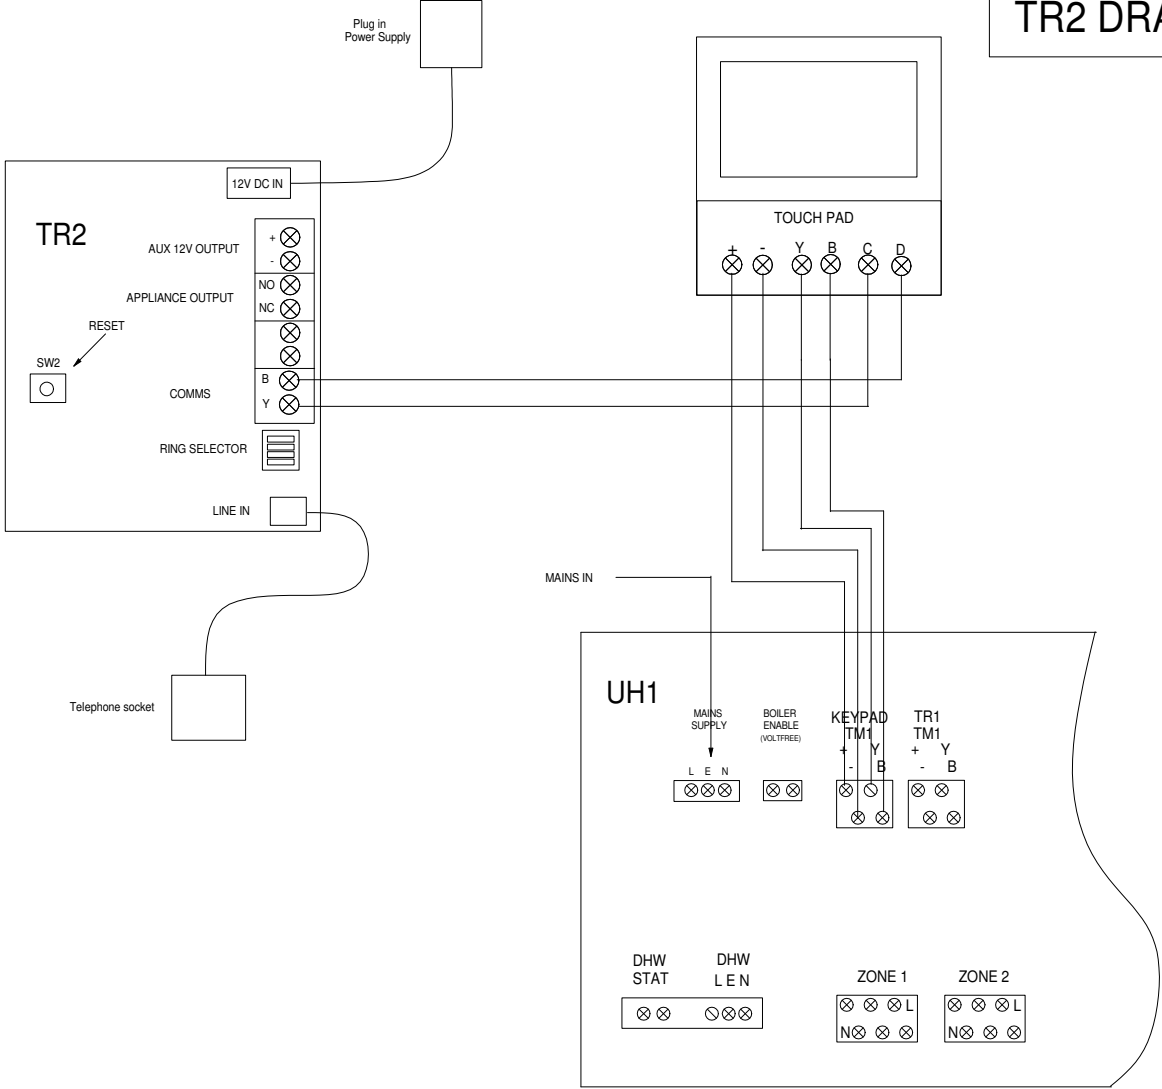 Plug in
Power Supply
TR2
12V DC IN
TR2
AUX 12V OUTPUT
+
-
APPLIANCE OUTPUT
NO
NC
RESET
SW2
COMMS
B
Y
RING SELECTOR
LINE IN
Telephone socket
TOUCH PAD
+ - Y B C D
MAINS IN
UH1
MAINS
SUPPLY
L E N
BOILER
ENABLE
(VOLTFREE)
KEYPAD
TM1
+ Y
- B
TR1
TM1
+ Y
- B
DHW
STAT
DHW
L E N
ZONE 1
L
N
ZONE 2
L
N